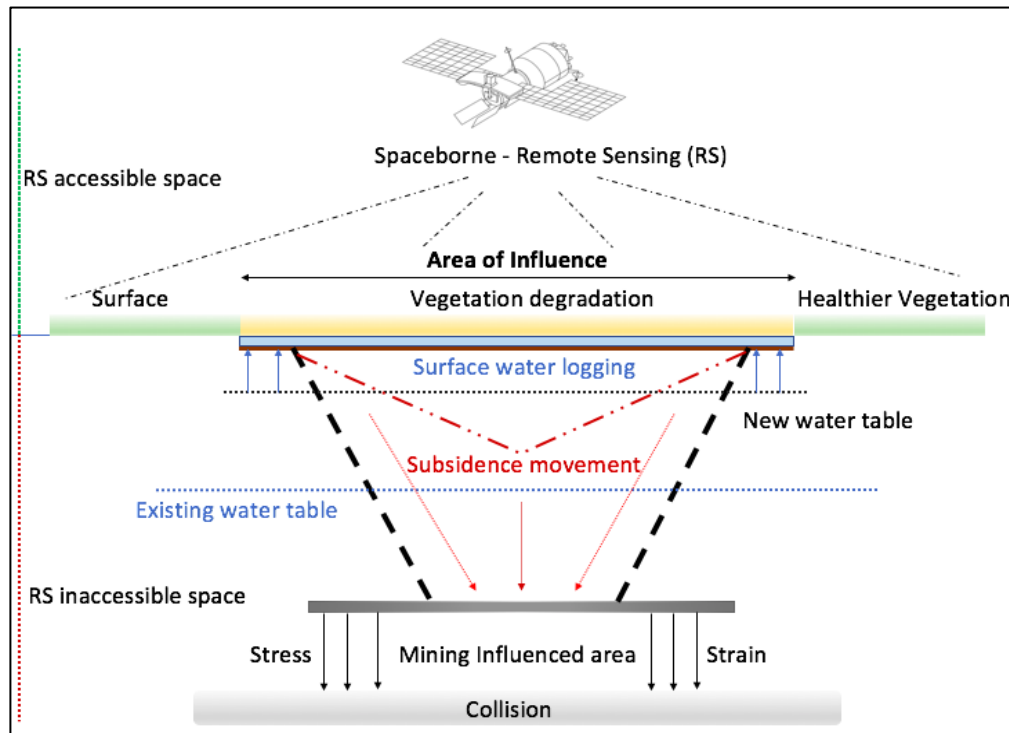 Spaceborne - Remote Sensing (RS)
RS accessible space
Area of Influence
Surface
Vegetation degradation
Healthier Vegetation
Surface water logging
New water table
Subsidence movement
Existing water table
RS inaccessible space
Stress
Mining Influenced area
Strain
Collision